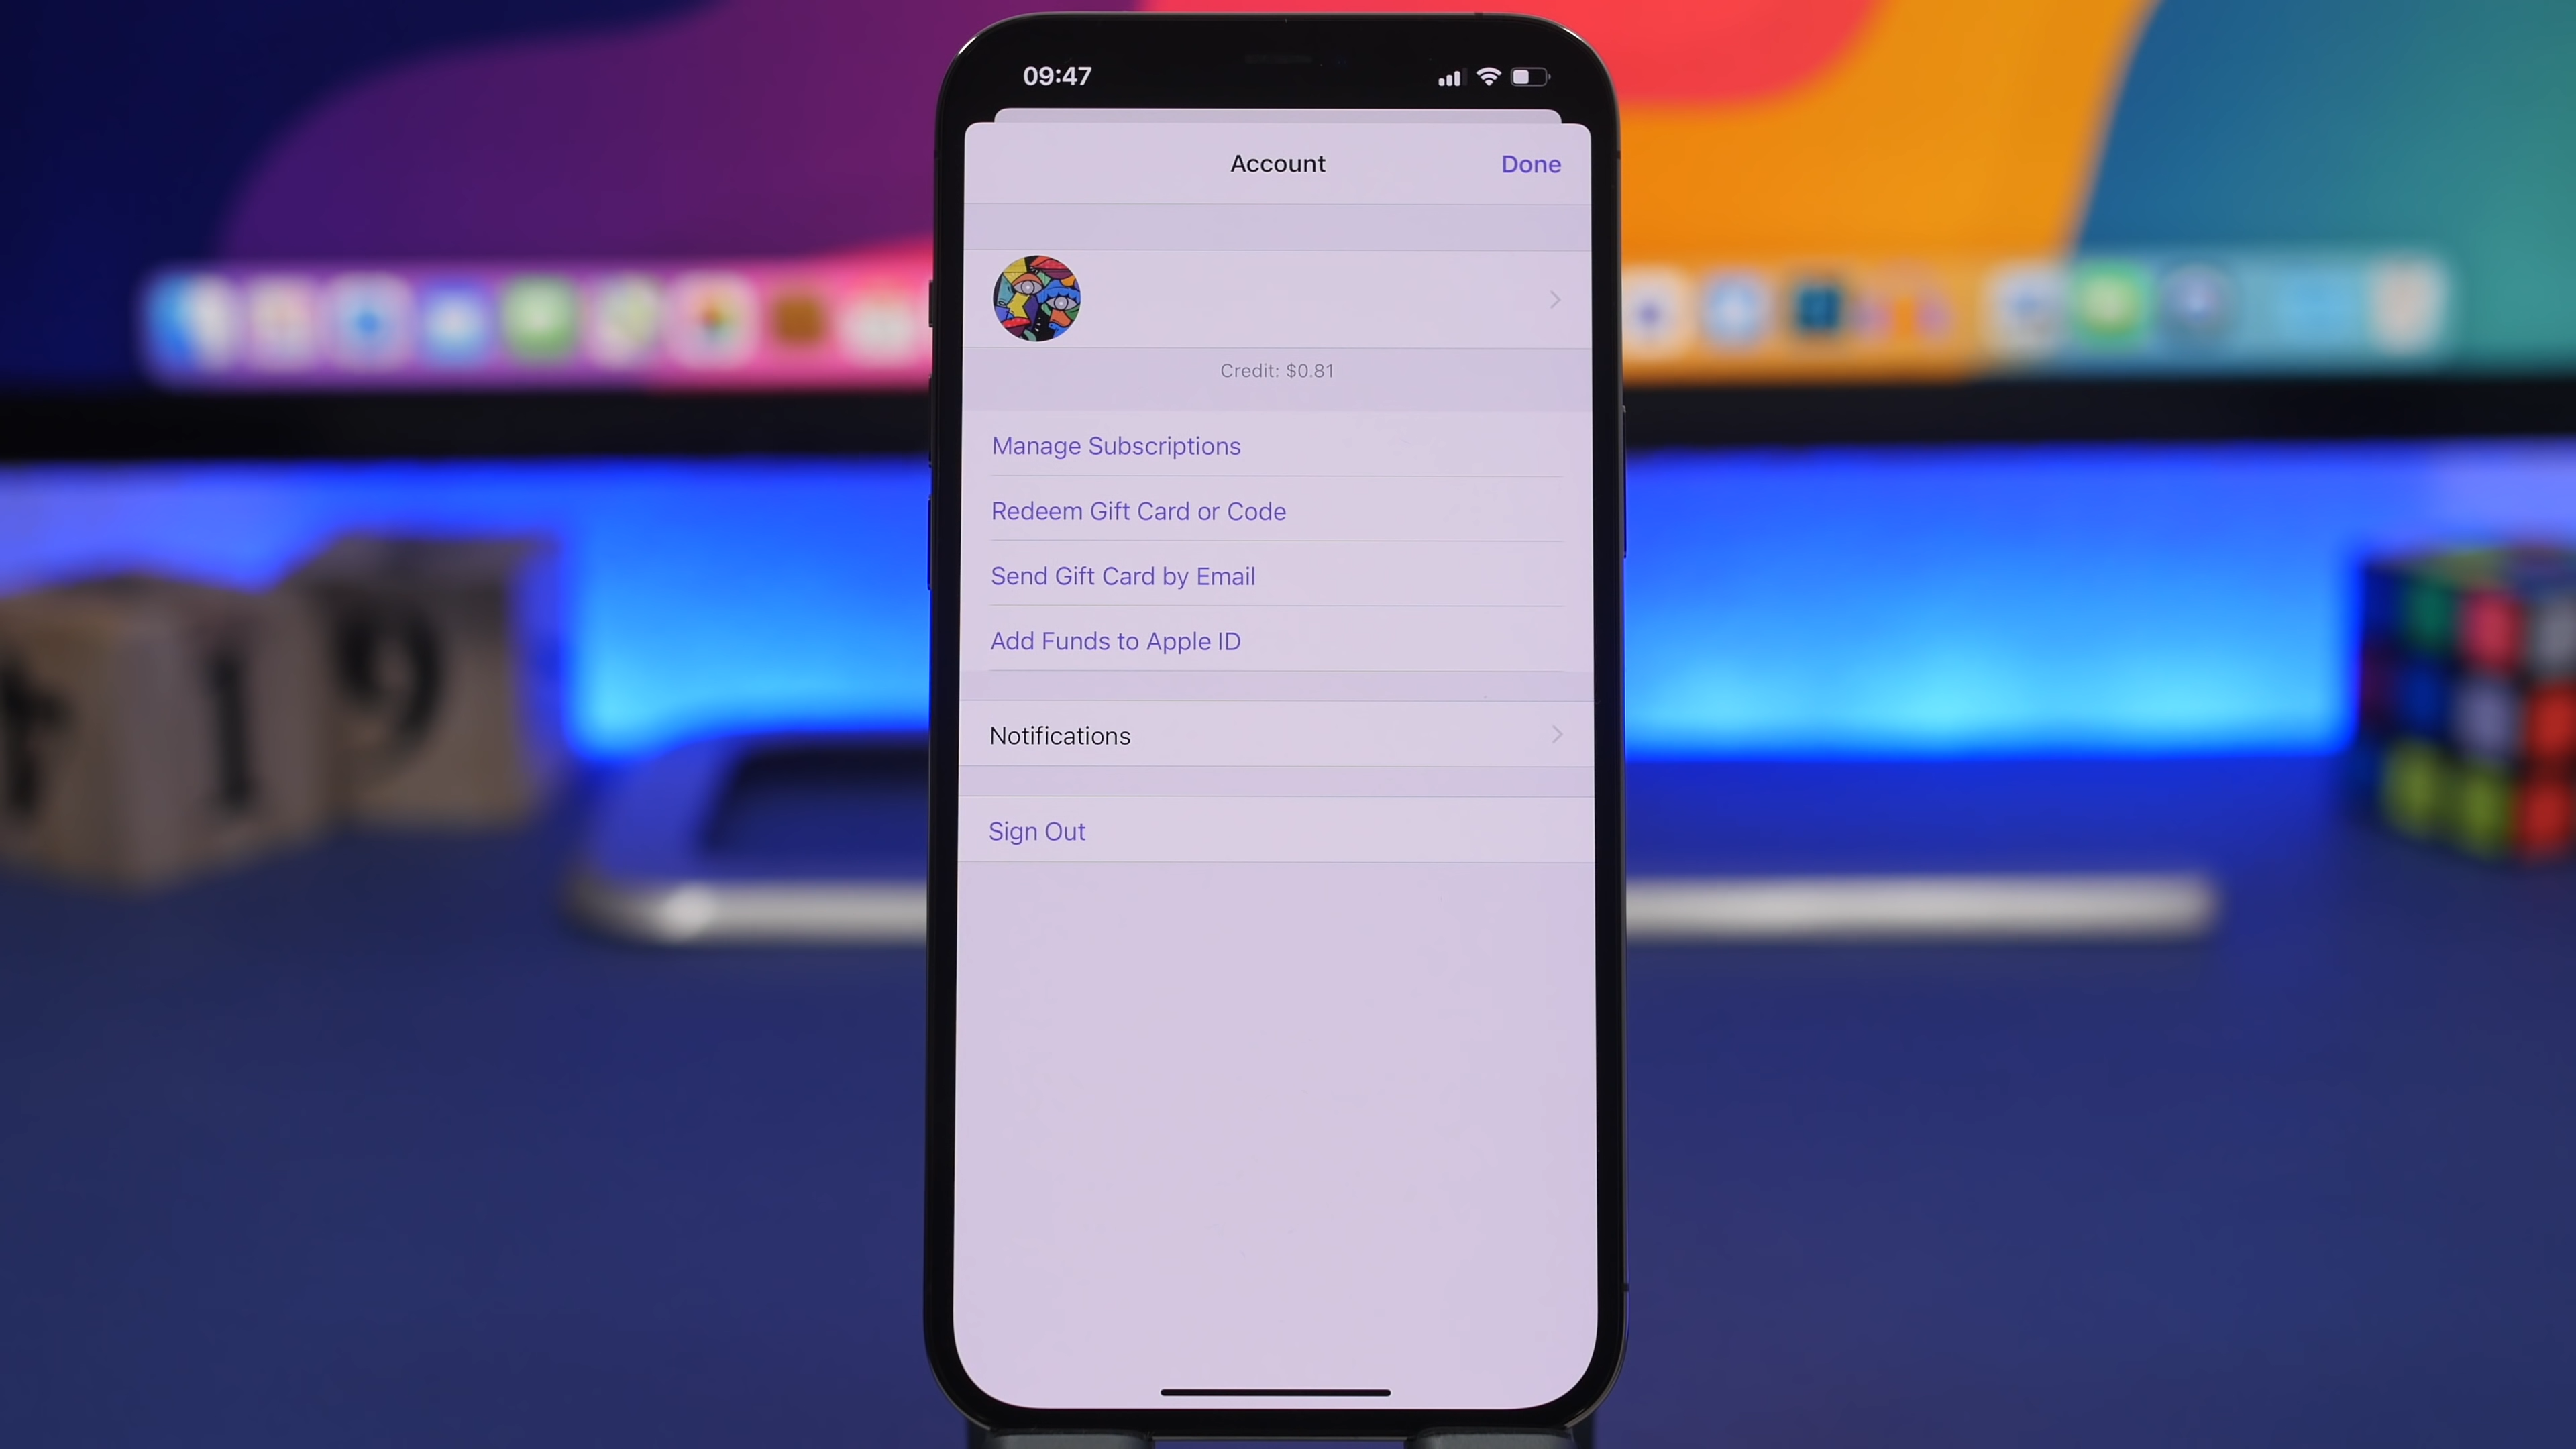 09:47
Account
Done
Credit: $0.81
Manage Subscriptions
Redeem Gift Card or Code
Send Gift Card by Email
Add Funds to Apple ID
Notifications
Sign Out